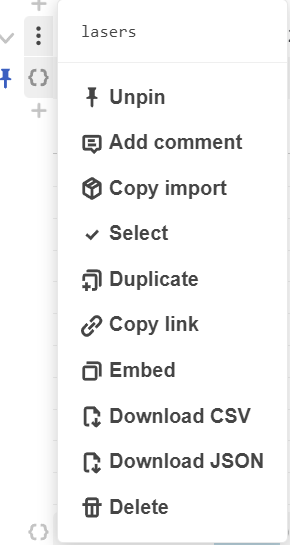 lasers
Unpin
Add comment
Copy import
Select
Duplicate
Copy link
Embed
Download CSV
Download JSON
Delete